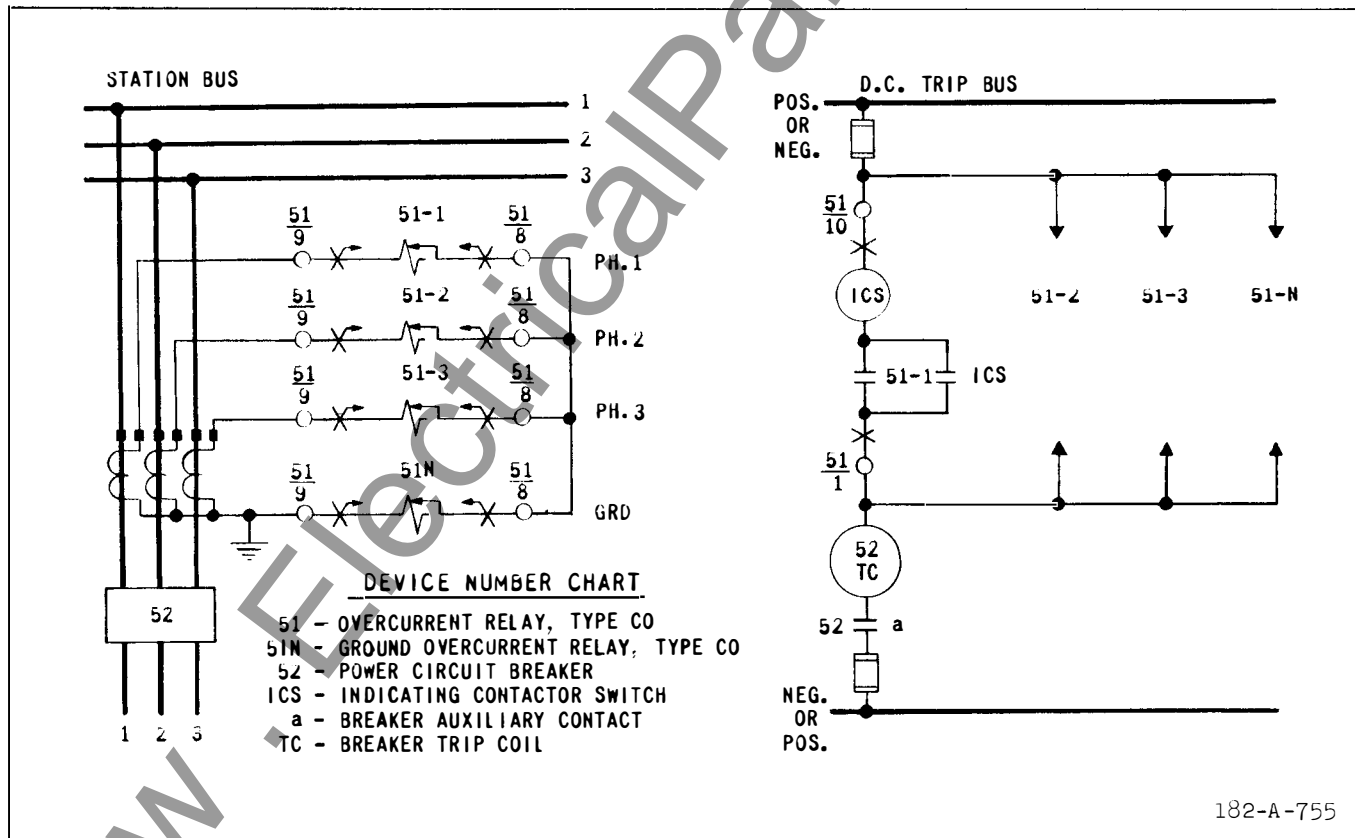 STATION BUS
1
2
3
51
9
51-1
51
8
PH.1
51
9
51-2
51
8
PH.2
51
9
51-3
51
8
PH.3
51
9
51N
51
8
GRD
52
1 2 3
DEVICE NUMBER CHART
51 - OVERCURRENT RELAY, TYPE CO
51N - GROUND OVERCURRENT RELAY, TYPE CO
52 - POWER CIRCUIT BREAKER
ICS - INDICATING CONTACTOR SWITCH
a - BREAKER AUXILIARY CONTACT
TC - BREAKER TRIP COIL
D.C. TRIP BUS
POS.
OR
NEG.
51
10
ICS
51-1
ICS
51-2
51-3
51-N
51
1
52
TC
52
a
NEG.
OR
POS.
182-A-755
w . ElectricalPa